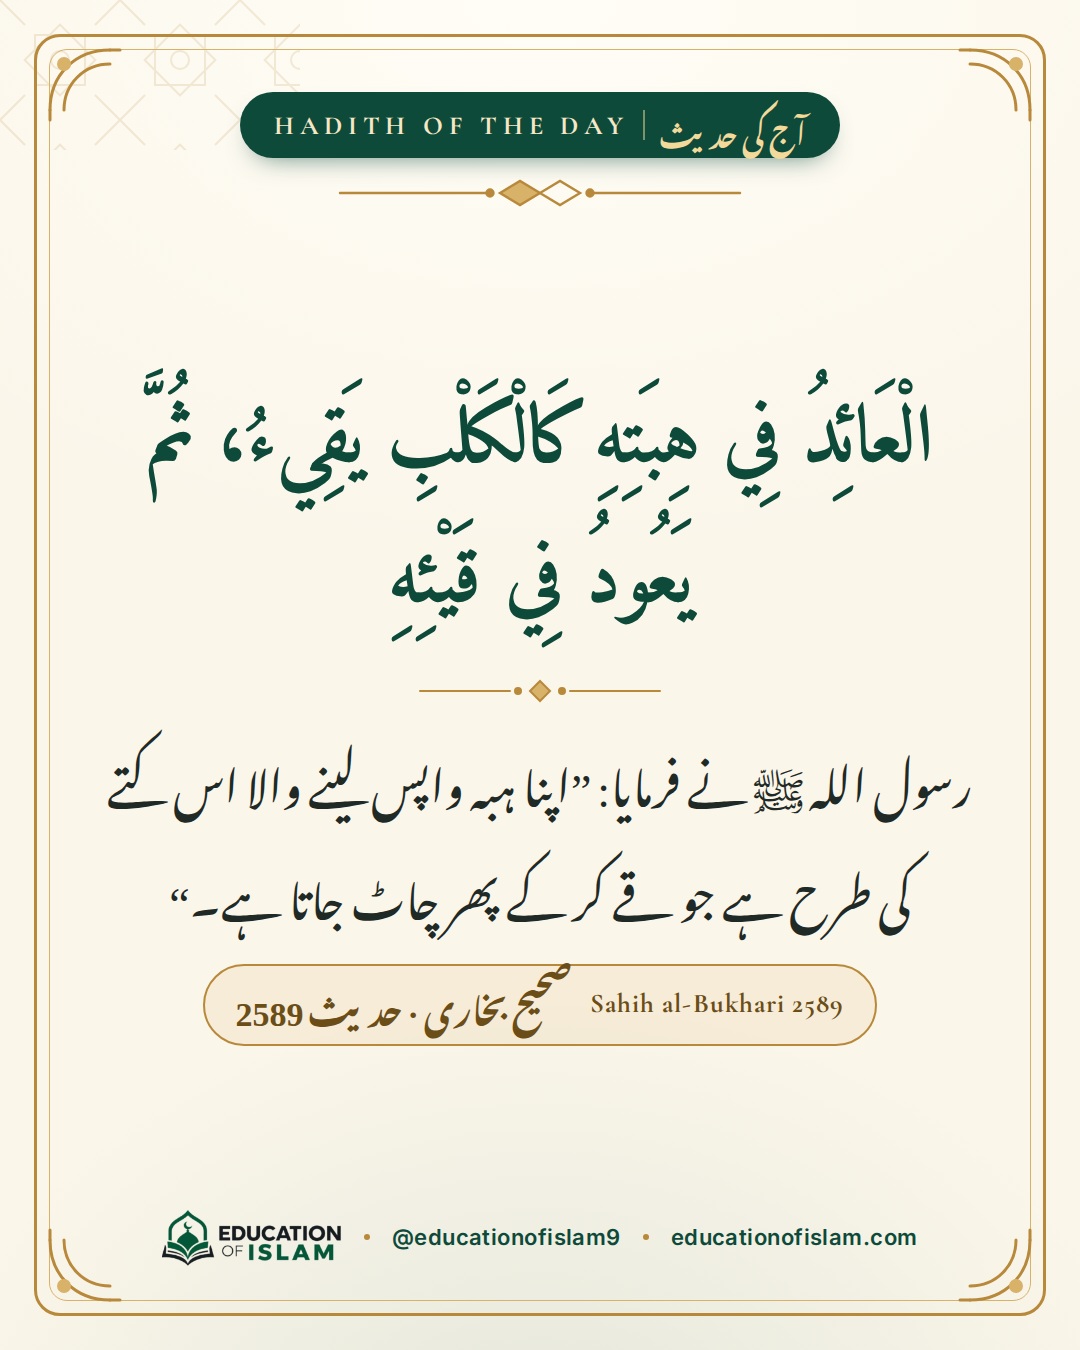 HADITH OF THE DAY | آج کی حدیث
الْعَائِدُ فِي هِبَتِهِ كَالْكَلْبِ يَقِيءُ، ثُمَّ
يَعُودُ فِي قَيْئِهِ
رسول اللہ ﷺ نے فرمایا: ”اپنا ہبہ واپس لینے والا اس کتے
کی طرح ہے جو قے کر کے پھر چاٹ جاتا ہے۔“
صحیح بخاری · حدیث 2589 Sahih al-Bukhari 2589
EDUCATION OF ISLAM • @educationofislam9 • educationofislam.com